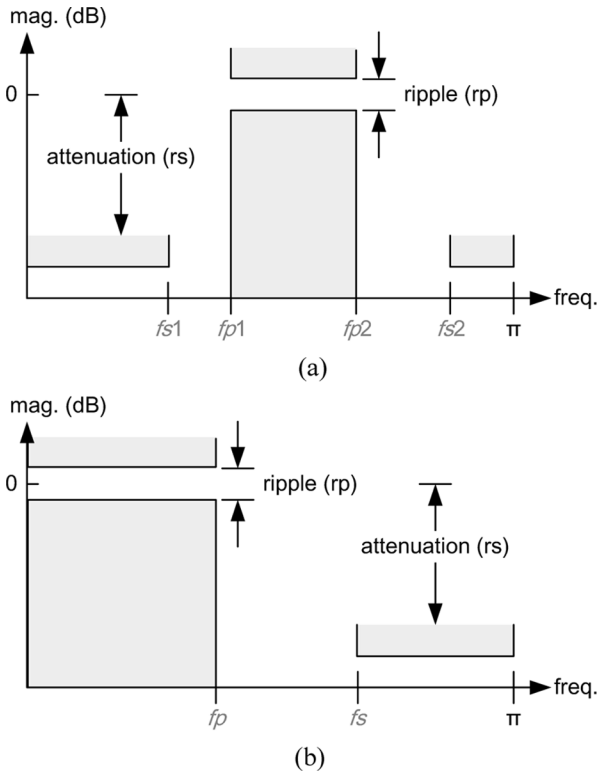 mag. (dB)
0
ripple (rp)
attenuation (rs)
freq.
fs1 fp1 fp2 fs2 π
(a)
mag. (dB)
0
ripple (rp)
attenuation (rs)
freq.
fp fs π
(b)